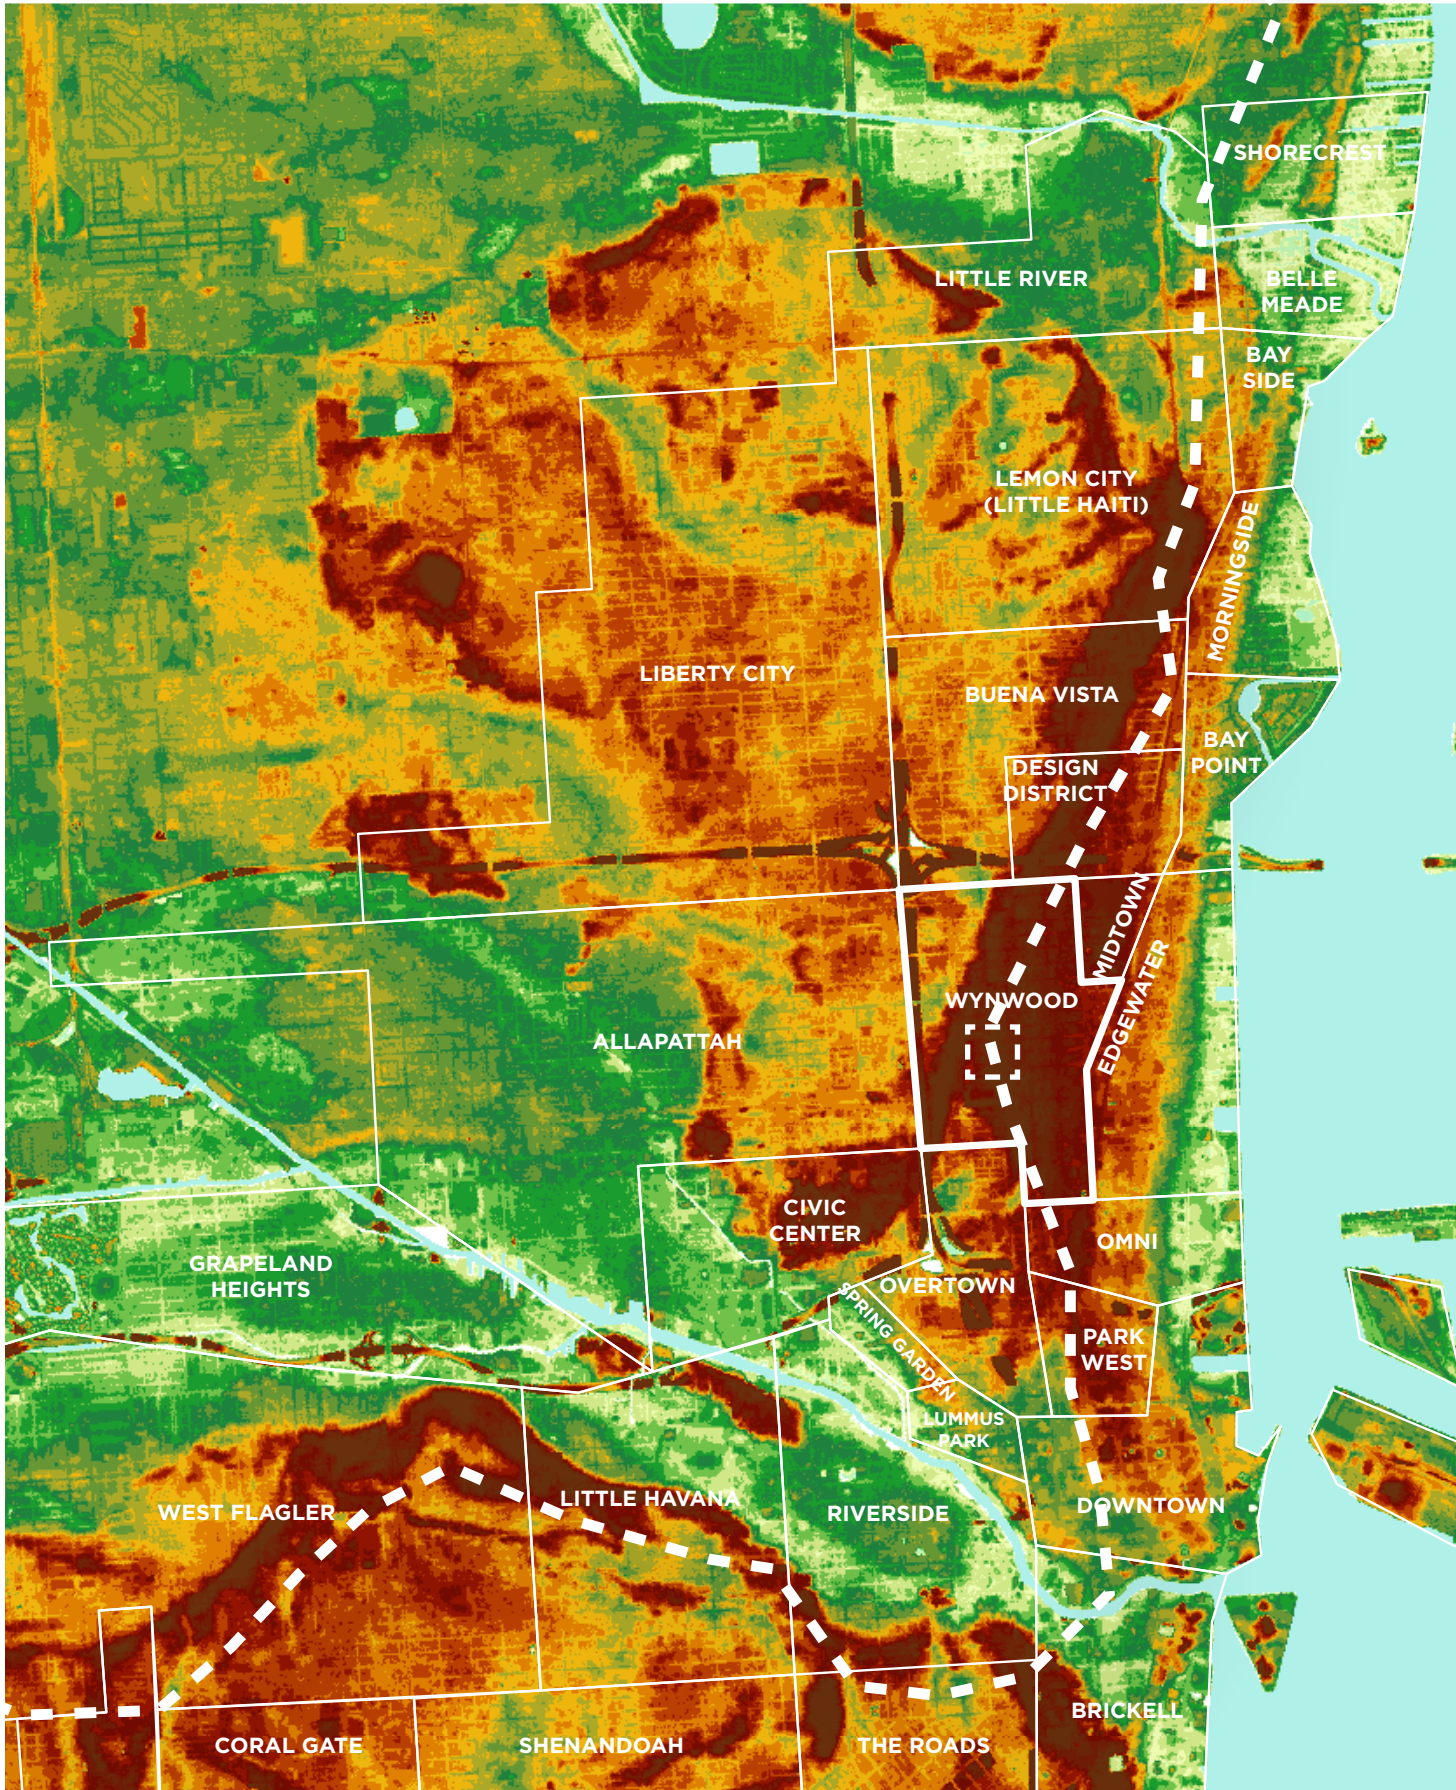 SHORECREST
LITTLE RIVER
BELLE
MEADE
BAY
SIDE
LEMON CITY
(LITTLE HAITI)
MORNINGSIDE
LIBERTY CITY
BUENA VISTA
BAY
POINT
DESIGN
DISTRICT
MIDTOWN
EDGEWATER
WYNWOOD
ALLAPATTAH
CIVIC
CENTER
OMNI
GRAPELAND
HEIGHTS
OVERTOWN
SPRING GARDEN
PARK
WEST
LUMMUS
PARK
WEST FLAGLER
LITTLE HAVANA
RIVERSIDE
DOWNTOWN
BRICKELL
CORAL GATE
SHENANDOAH
THE ROADS